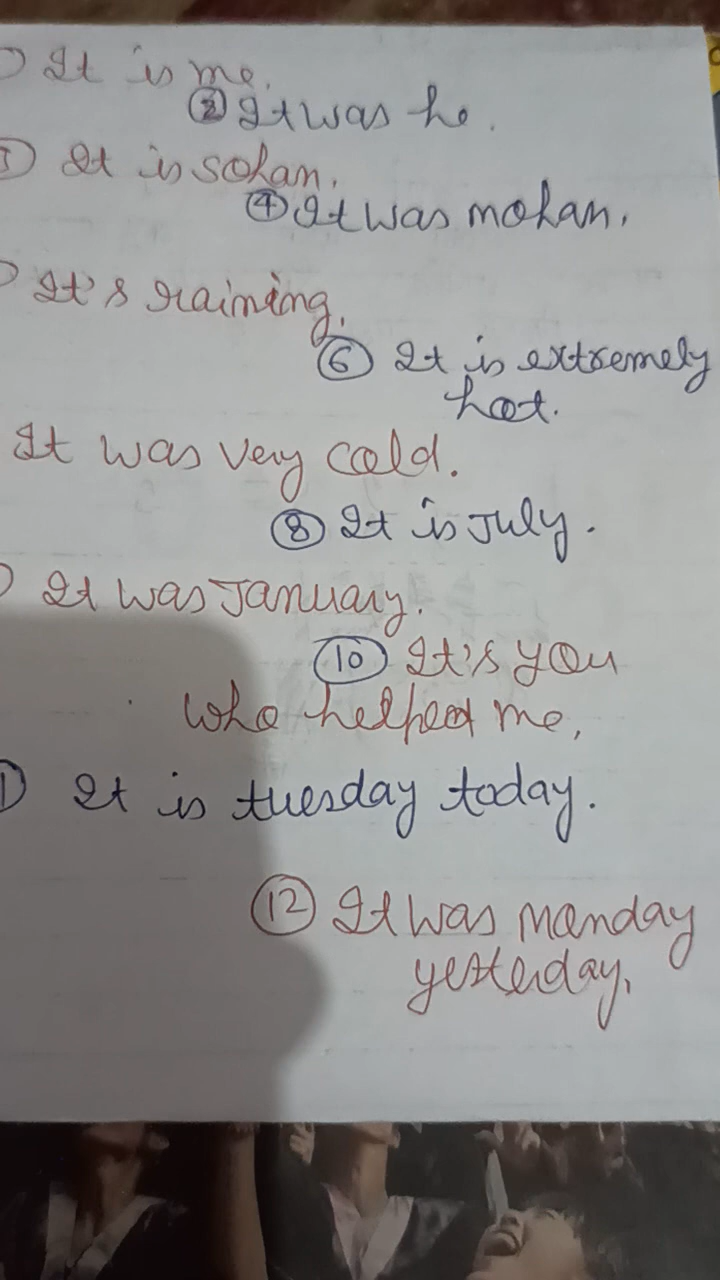 It is me.
② It was he.
3) It is sohan.
④ It was mohan.
It's raining.
⑥ It is extremely
hot.
It was very cold.
⑧ It is July.
It was January.
⑩ It's you
who helped me.
1) It is tuesday today.
⑫ It was monday
yesterday.